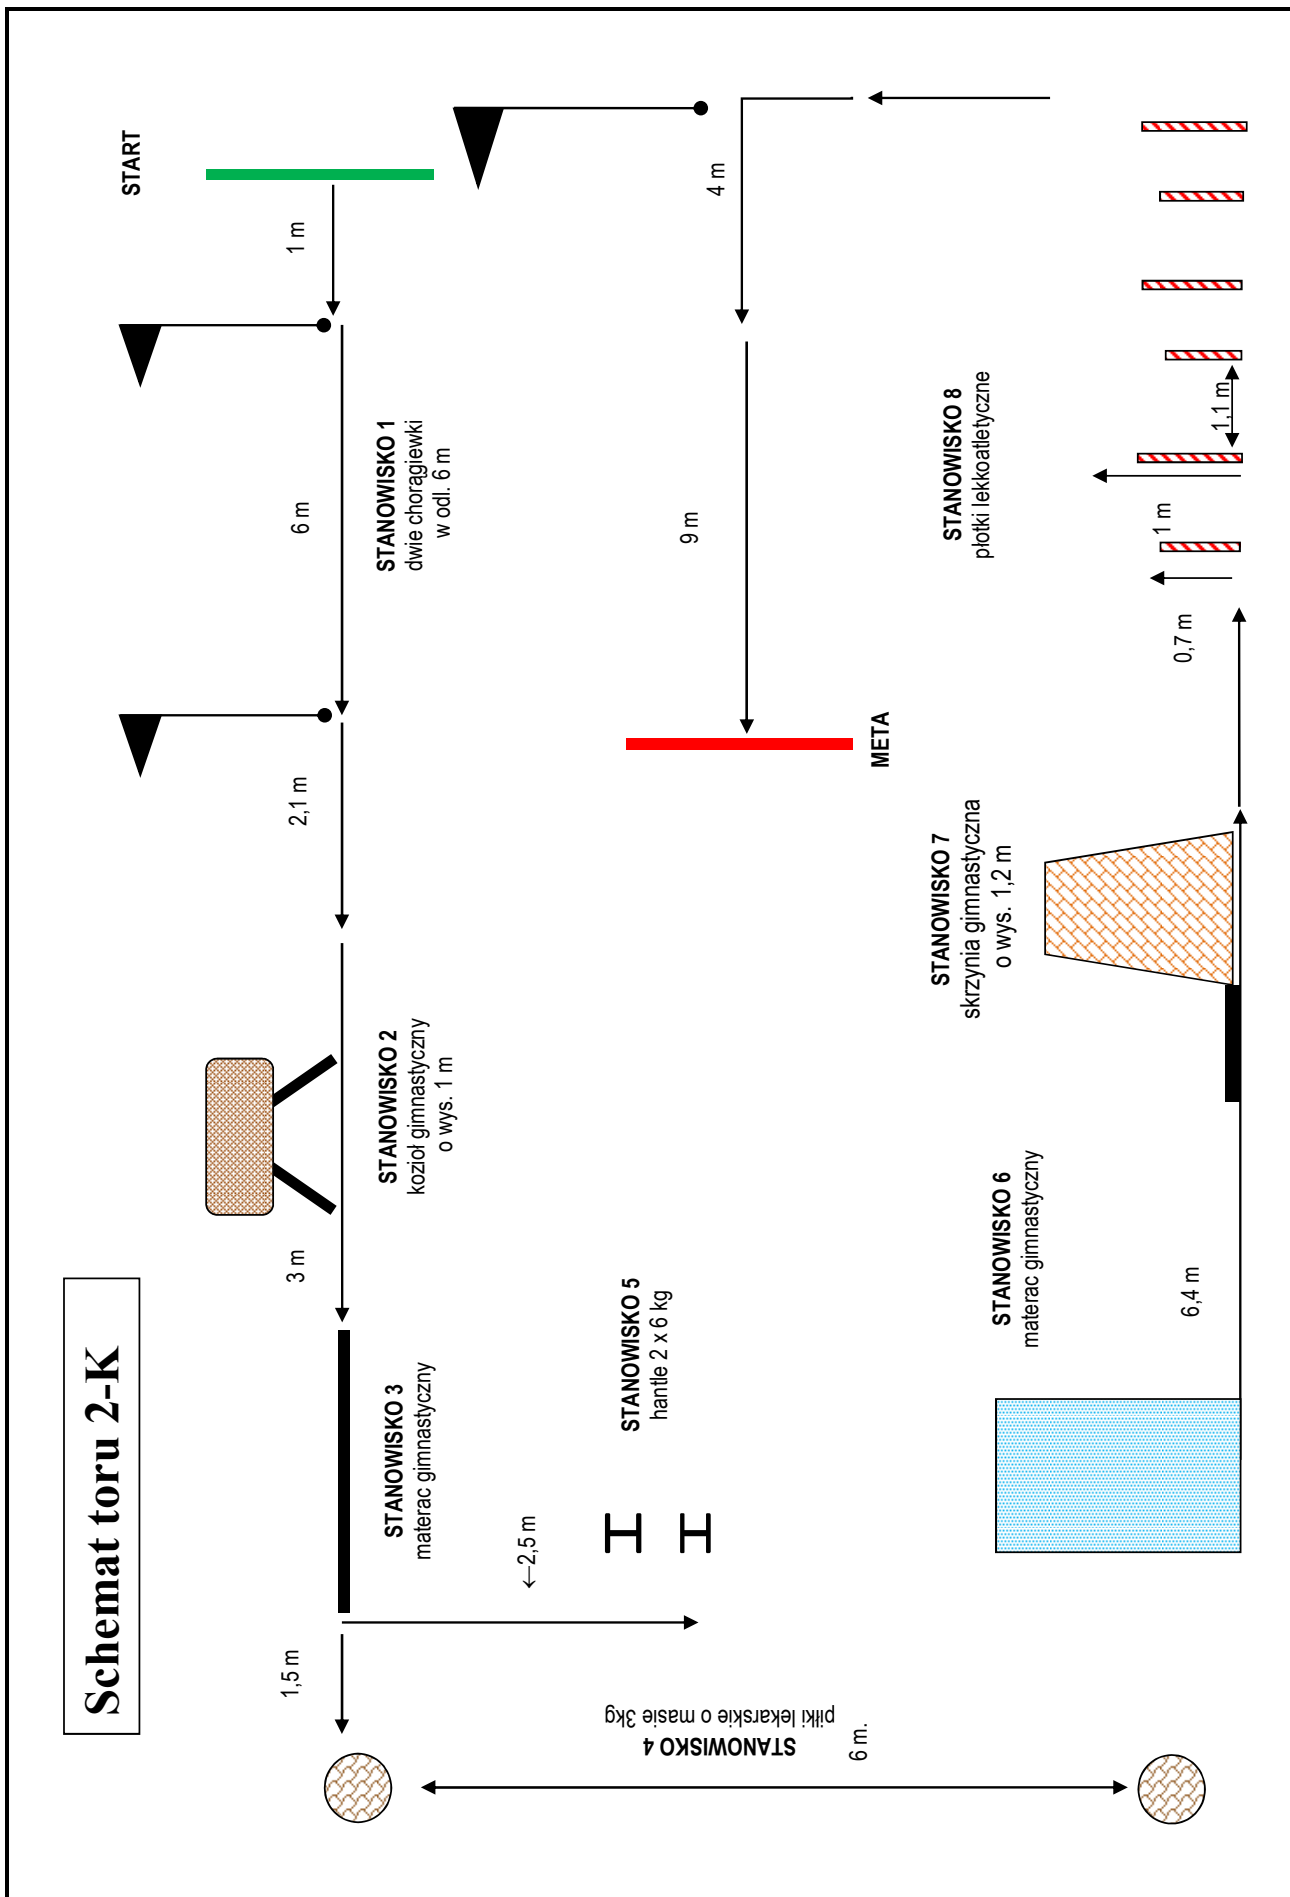 Schemat toru 2-K
START
1 m
6 m
STANOWISKO 1
dwie chorągiewki
w odl. 6 m
2,1 m
STANOWISKO 2
kozioł gimnastyczny
o wys. 1 m
3 m
STANOWISKO 3
materac gimnastyczny
1,5 m
STANOWISKO 4
piłki lekarskie o masie 3kg
6 m.
←2,5 m
STANOWISKO 5
hantle 2 x 6 kg
STANOWISKO 6
materac gimnastyczny
6,4 m
STANOWISKO 7
skrzynia gimnastyczna
o wys. 1,2 m
0,7 m
1 m
1,1 m
STANOWISKO 8
płotki lekkoatletyczne
4 m
9 m
META